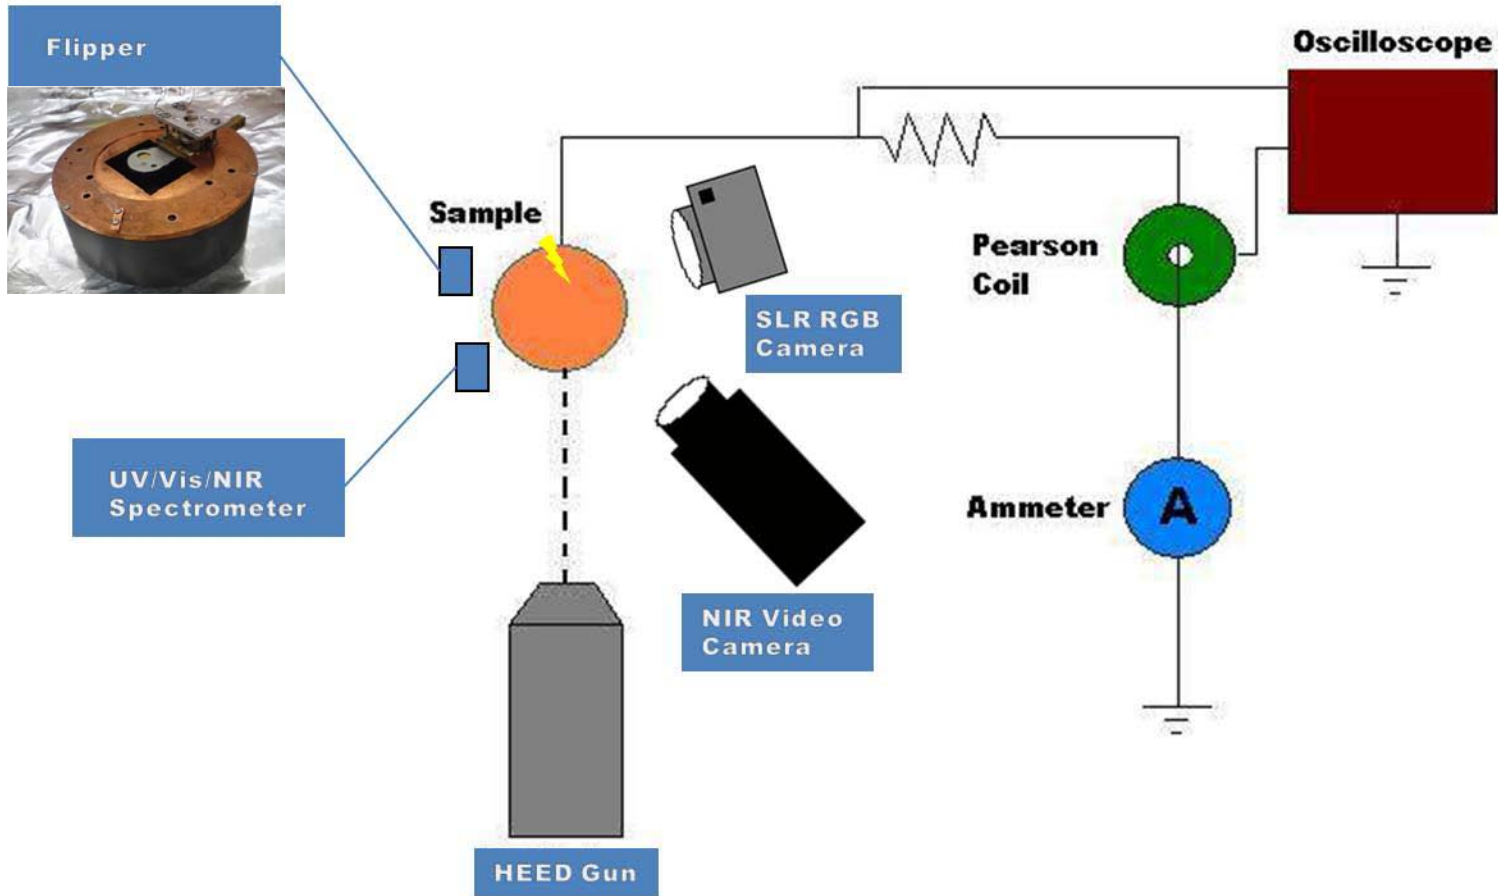 Flipper
Oscilloscope
Sample
Pearson
Coil
SLR RGB
Camera
UV/Vis/NIR
Spectrometer
Ammeter
A
NIR Video
Camera
HEED Gun